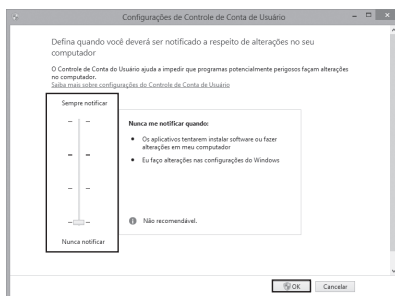 Configurações de Controle de Conta de Usuário
Defina quando você deverá ser notificado a respeito de alterações no seu
computador
O Controle de Conta do Usuário ajuda a impedir que programas potencialmente perigosos façam alterações
no computador.
Saiba mais sobre configurações do Controle de Conta de Usuário
Sempre notificar
Nunca me notificar quando:
• Os aplicativos tentarem instalar software ou fazer
alterações em meu computador
• Eu faço alterações nas configurações do Windows
Não recomendável.
Nunca notificar
OK
Cancelar